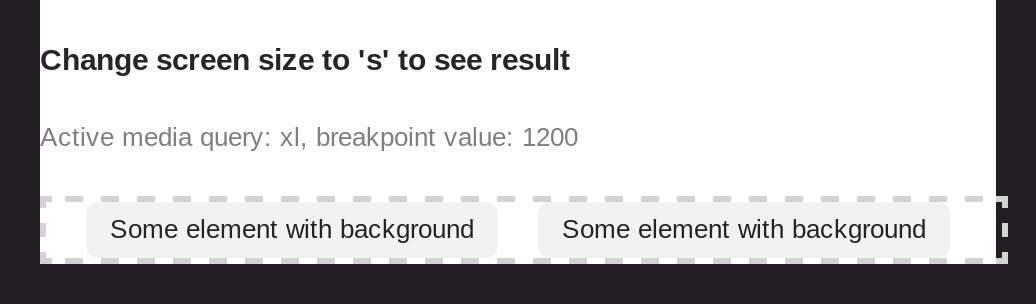 Change screen size to 's' to see result
Active media query: xl, breakpoint value: 1200
Some element with background
Some element with background